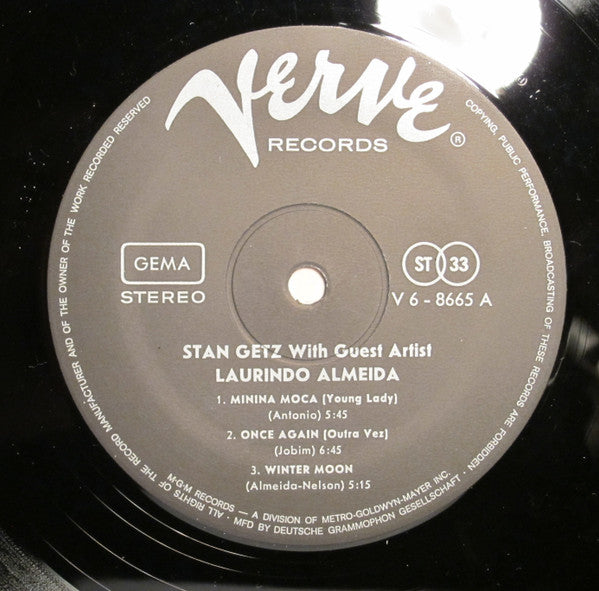 Verve
RECORDS
®
GEMA
STEREO
ST 33
V 6 - 8665 A
STAN GETZ With Guest Artist
LAURINDO ALMEIDA
1. MININA MOCA (Young Lady)
(Antonio) 5:45
2. ONCE AGAIN (Outra Vez)
(Jobim) 6:45
3. WINTER MOON
(Almeida-Nelson) 5:15
M·G·M RECORDS — A DIVISION OF METRO-GOLDWYN-MAYER INC.
· ALL RIGHTS OF THE RECORD MANUFACTURER AND OF THE OWNER OF THE WORK RECORDED RESERVED
COPYING, PUBLIC PERFORMANCE, BROADCASTING OF THESE RECORDS ARE FORBIDDEN
· MFD BY DEUTSCHE GRAMMOPHON GESELLSCHAFT ·